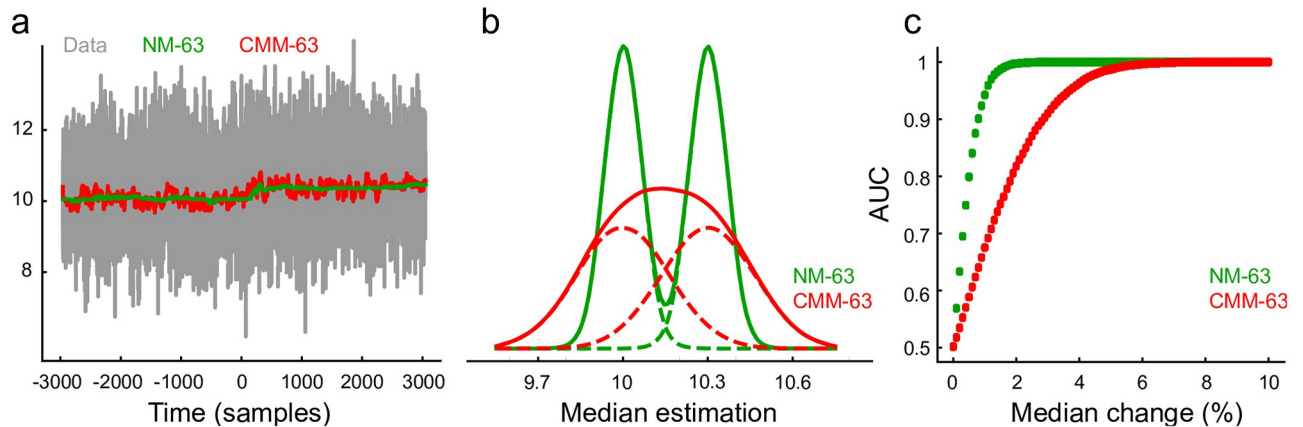 a
Data NM-63 CMM-63
12
10
8
-3000 -2000 -1000 0 1000 2000 3000
Time (samples)
b
NM-63
CMM-63
9.7 10 10.3 10.6
Median estimation
c
1
0.9
0.8
0.7
0.6
0.5
AUC
NM-63
CMM-63
0 2 4 6 8 10
Median change (%)